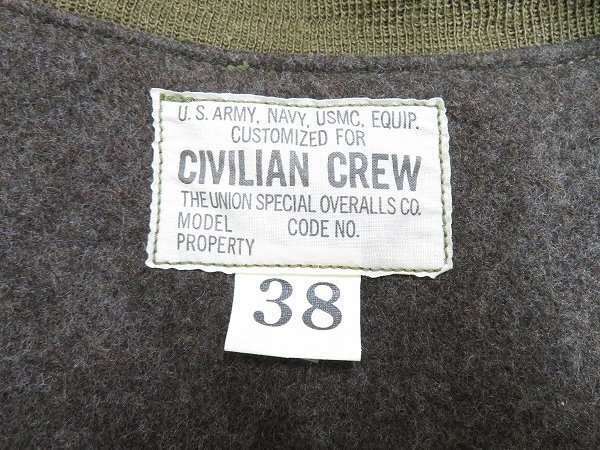 U.S. ARMY, NAVY, USMC, EQUIP.
CUSTOMIZED FOR
CIVILIAN CREW
THE UNION SPECIAL OVERALLS CO.
MODEL CODE NO.
PROPERTY
38